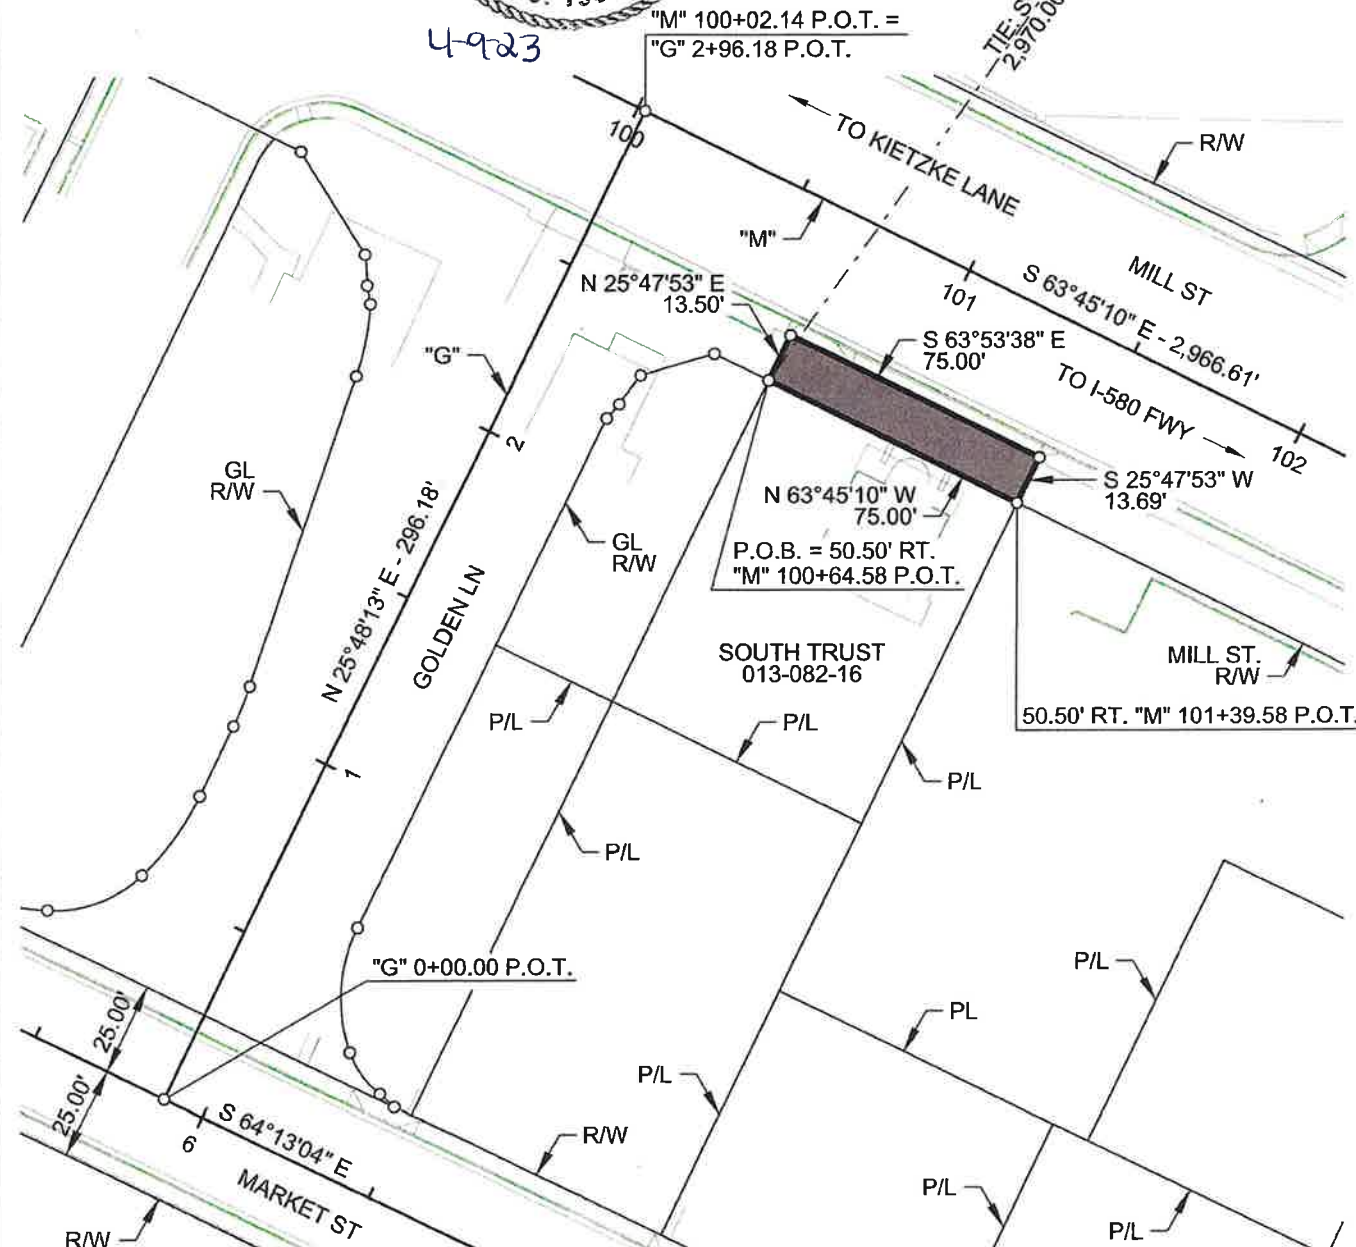 4-9-23
"M" 100+02.14 P.O.T. =
"G" 2+96.18 P.O.T.
TIE: S
2,970.00
100
TO KIETZKE LANE
R/W
"M"
MILL ST
N 25°47'53" E
13.50'
101
S 63°45'10" E - 2,966.61'
S 63°53'38" E
75.00'
"G"
TO I-580 FWY
102
2
GL
R/W
N 63°45'10" W
75.00'
S 25°47'53" W
13.69'
GL
R/W
P.O.B. = 50.50' RT.
"M" 100+64.58 P.O.T.
N 25°48'13" E - 296.18'
GOLDEN LN
SOUTH TRUST
013-082-16
MILL ST.
R/W
P/L
P/L
50.50' RT. "M" 101+39.58 P.O.T.
1
P/L
P/L
"G" 0+00.00 P.O.T.
P/L
PL
25.00'
25.00'
P/L
S 64°13'04" E
6
R/W
MARKET ST
P/L
P/L
R/W